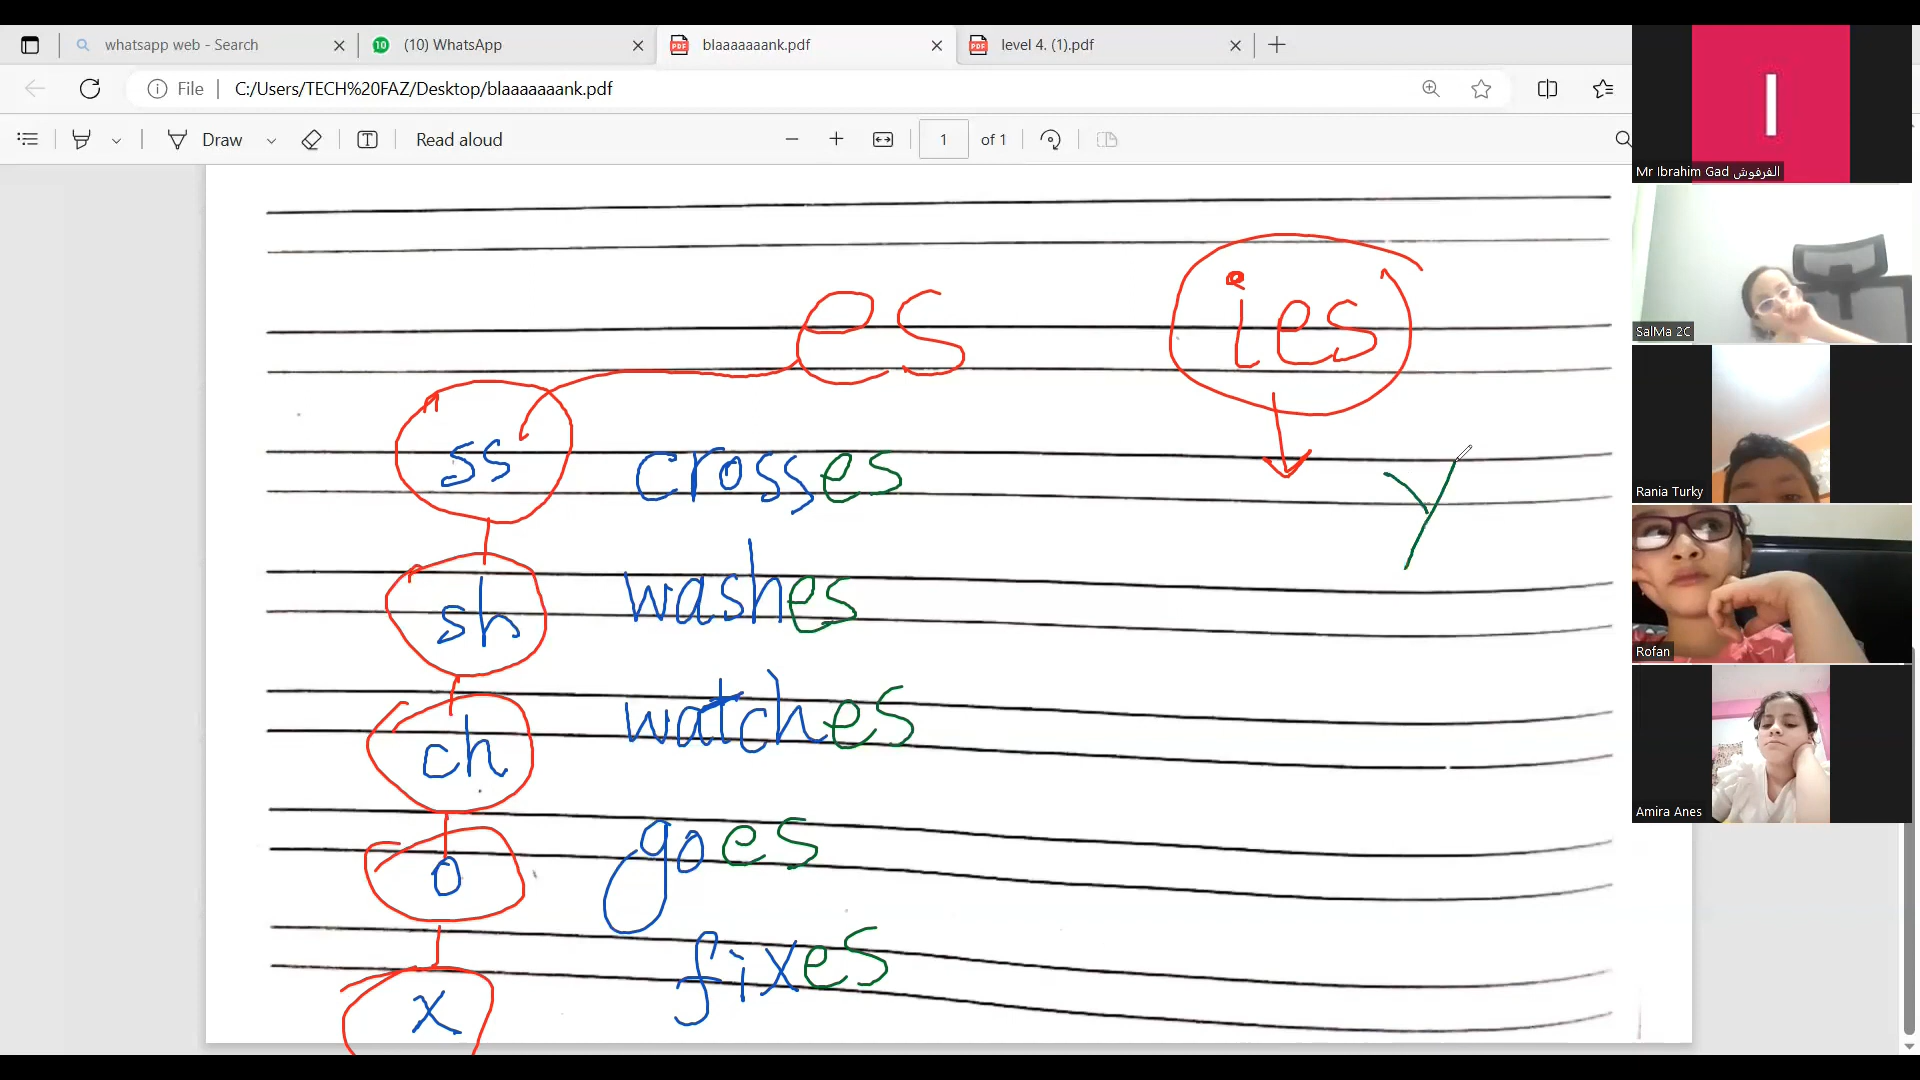 whatsapp web - Search
(10) WhatsApp
blaaaaaaank.pdf
level 4. (1).pdf
File
C:/Users/TECH%20FAZ/Desktop/blaaaaaaank.pdf
Draw
Read aloud
1 of 1
es
ies
ss crosses
y
sh washes
ch watches
o goes
x fixes
I
Mr Ibrahim Gad الفرفوش
SalMa 2C
Rania Turky
Rofan
Amira Anes